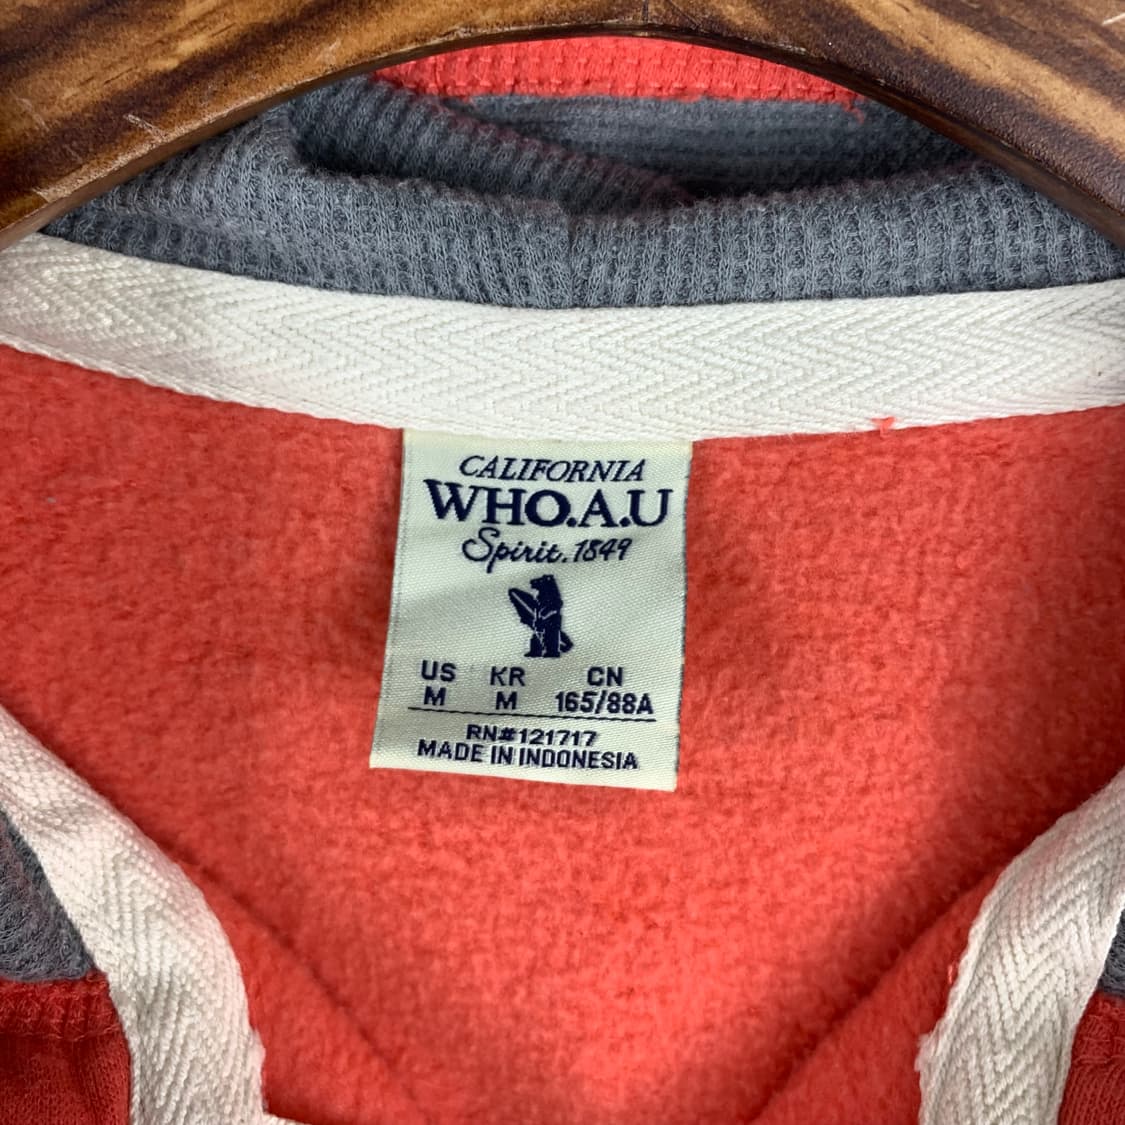 CALIFORNIA
WHO.A.U
Spirit.1849
US KR CN
M M 165/88A
RN#121717
MADE IN INDONESIA